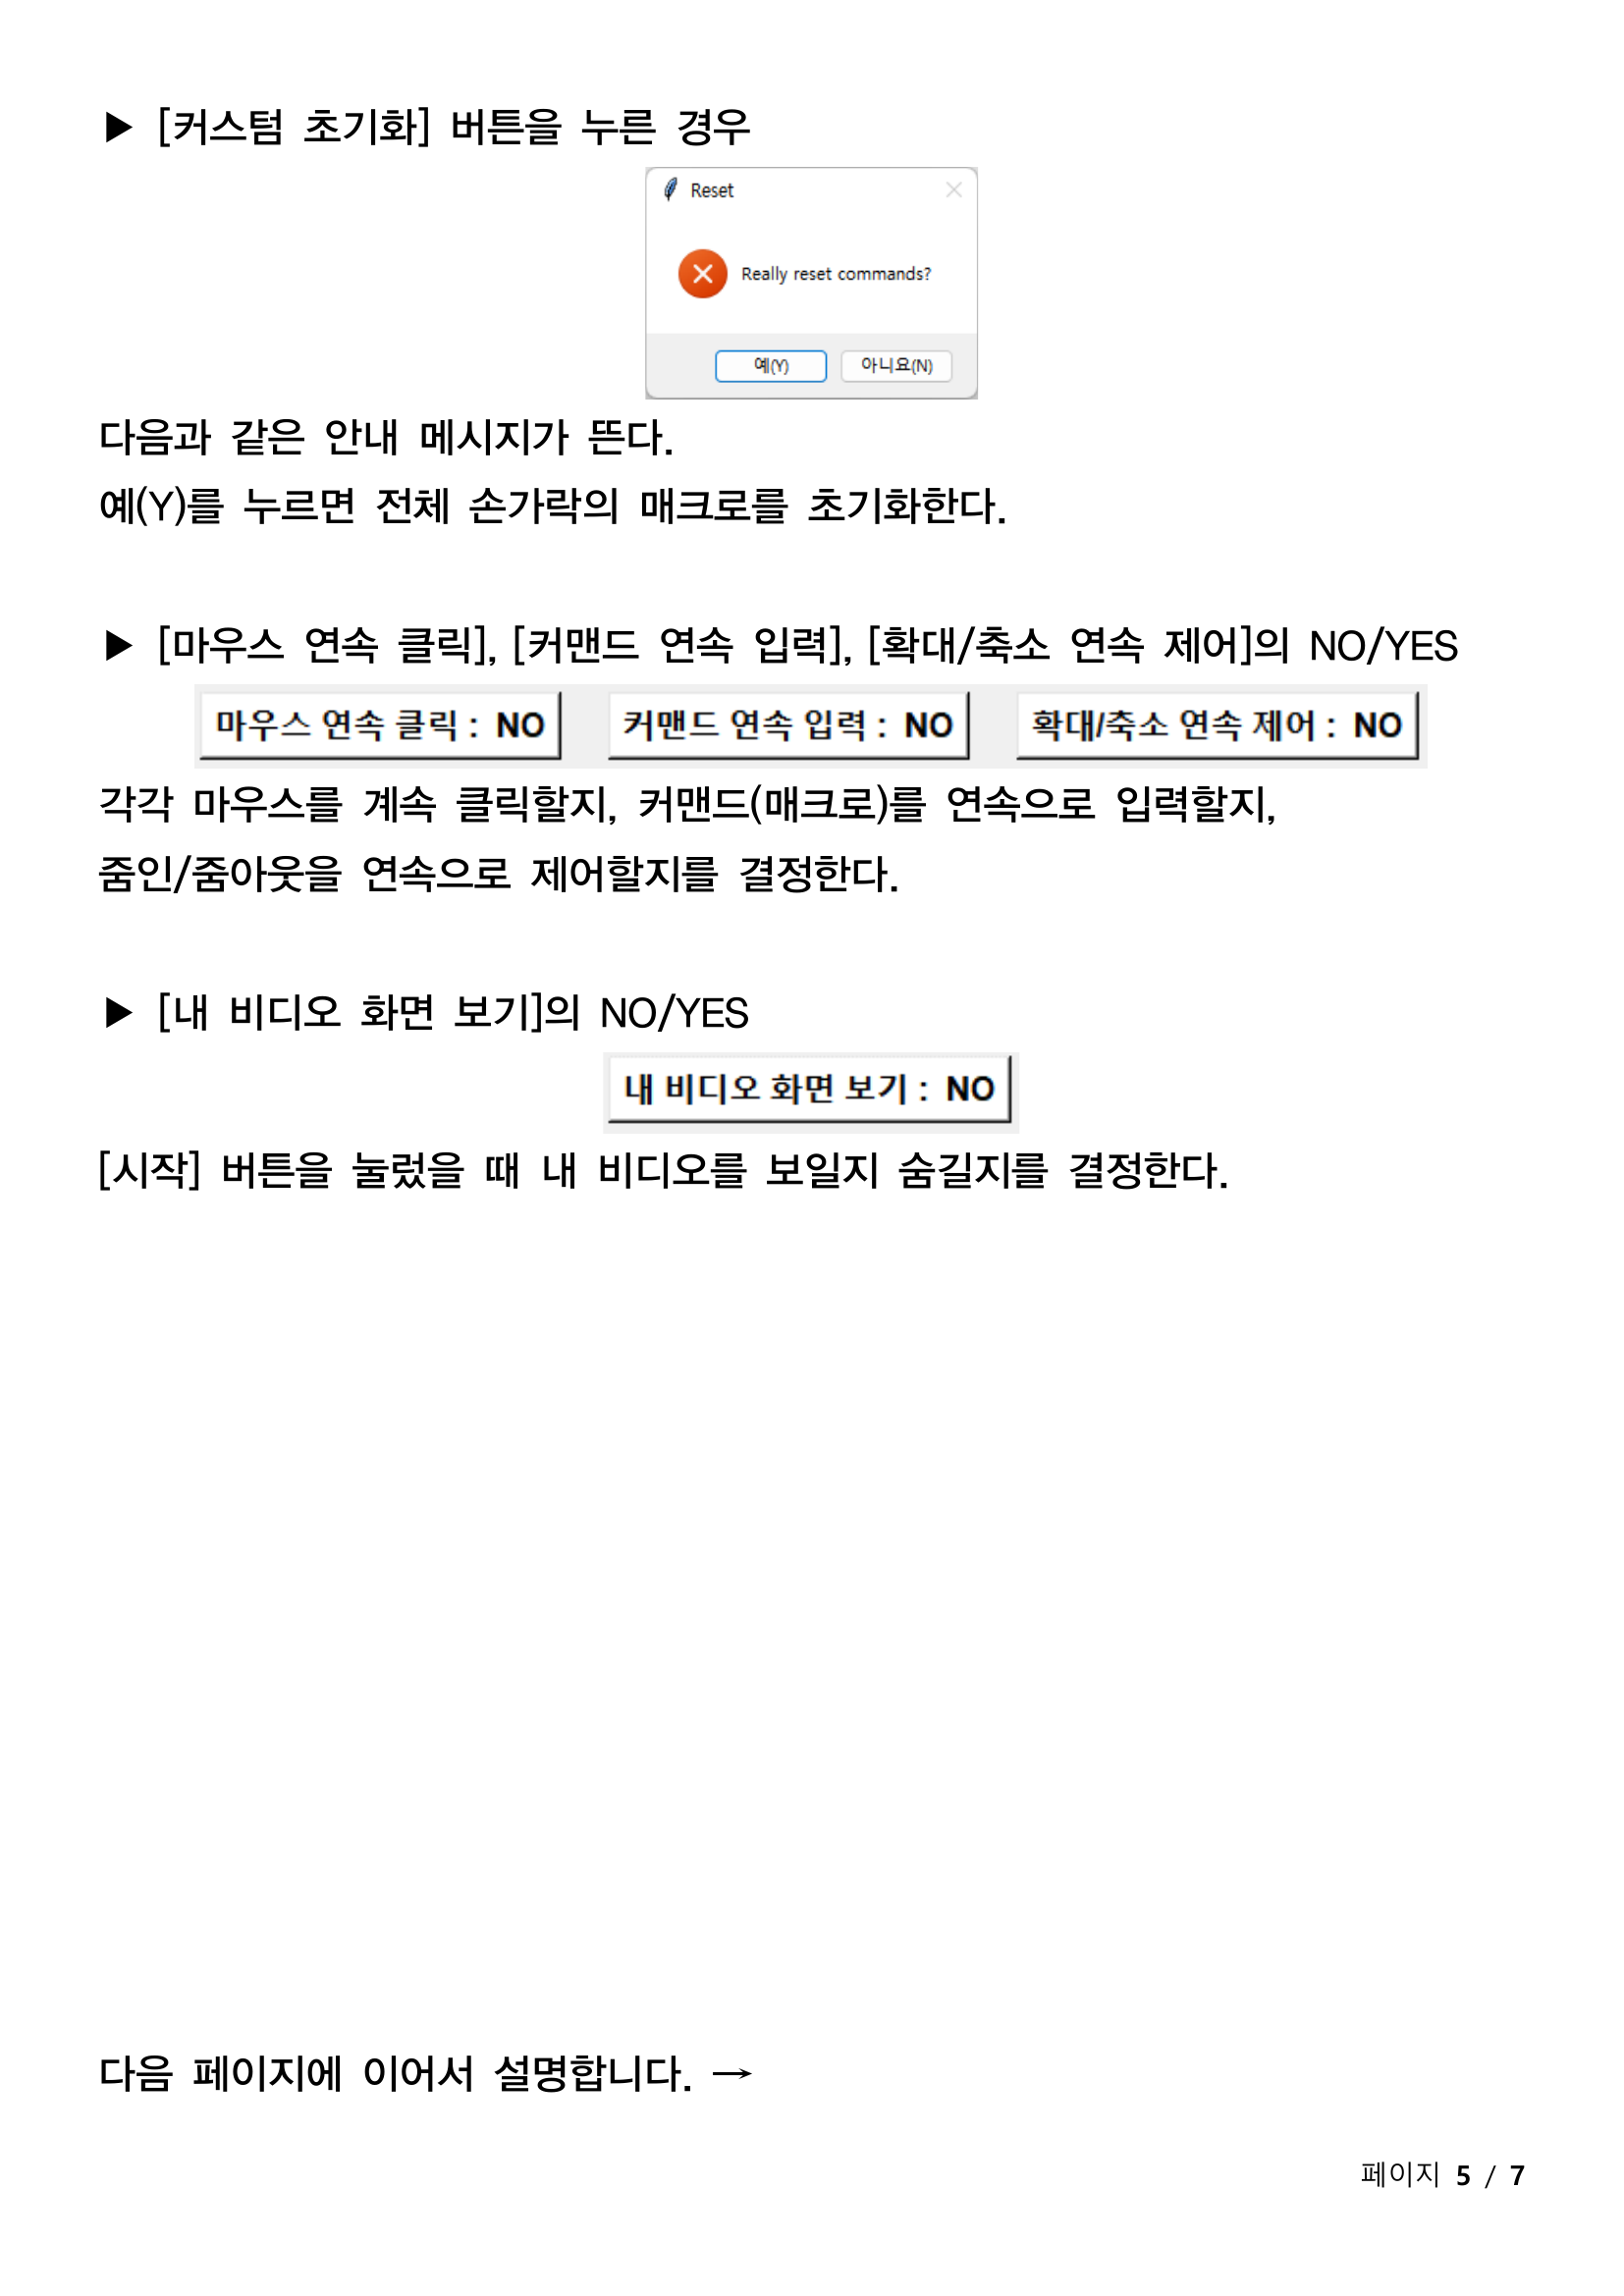 ▶ [커스텀 초기화] 버튼을 누른 경우
Reset
Really reset commands?
예(Y) 아니요(N)
다음과 같은 안내 메시지가 뜬다.
예(Y)를 누르면 전체 손가락의 매크로를 초기화한다.
▶ [마우스 연속 클릭], [커맨드 연속 입력], [확대/축소 연속 제어]의 NO/YES
마우스 연속 클릭 : NO 커맨드 연속 입력 : NO 확대/축소 연속 제어 : NO
각각 마우스를 계속 클릭할지, 커맨드(매크로)를 연속으로 입력할지,
줌인/줌아웃을 연속으로 제어할지를 결정한다.
▶ [내 비디오 화면 보기]의 NO/YES
내 비디오 화면 보기 : NO
[시작] 버튼을 눌렀을 때 내 비디오를 보일지 숨길지를 결정한다.
다음 페이지에 이어서 설명합니다. →
페이지 5 / 7